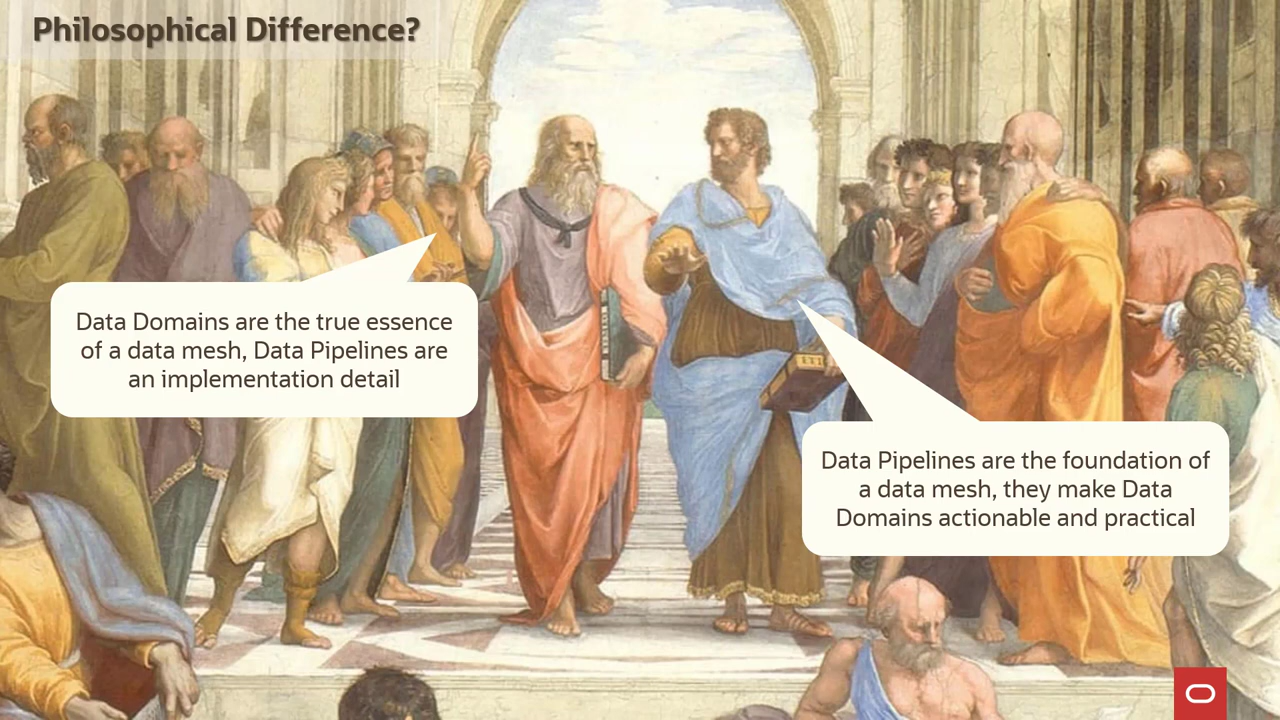 Philosophical Difference?
Data Domains are the true essence
of a data mesh, Data Pipelines are
an implementation detail
Data Pipelines are the foundation of
a data mesh, they make Data
Domains actionable and practical